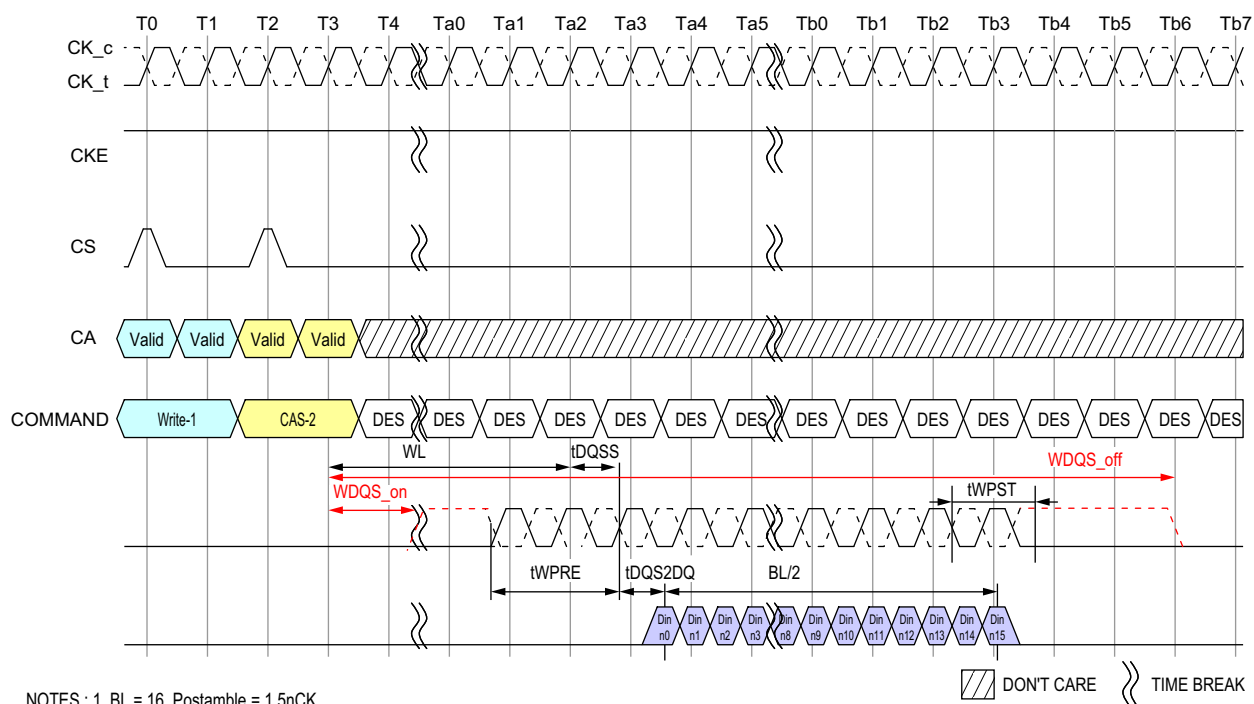 T0 T1 T2 T3 T4 Ta0 Ta1 Ta2 Ta3 Ta4 Ta5 Tb0 Tb1 Tb2 Tb3 Tb4 Tb5 Tb6 Tb7
CK_c
CK_t
CKE
CS
CA Valid Valid Valid Valid
COMMAND Write-1 CAS-2 DES DES DES DES DES DES DES DES DES DES DES DES DES DES DES
WL tDQSS
WDQS_off
WDQS_on tWPST
tWPRE tDQS2DQ BL/2
Din Din Din Din Din Din Din Din Din Din Din Din
n0 n1 n2 n3 n8 n9 n10 n11 n12 n13 n14 n15
DON'T CARE TIME BREAK
NOTES : 1. BL = 16, Postamble = 1.5nCK